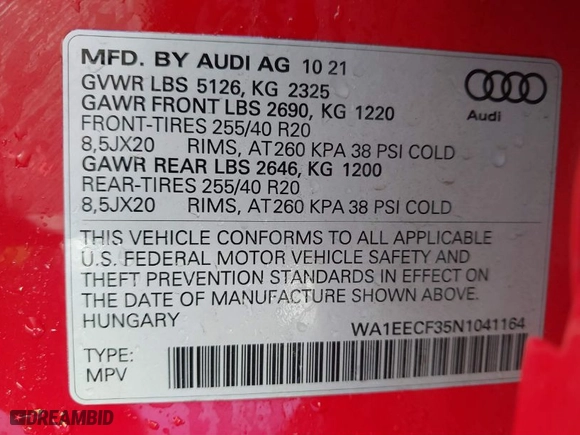 MFD. BY AUDI AG 10 21
GVWR LBS 5126, KG 2325
GAWR FRONT LBS 2690, KG 1220
FRONT-TIRES 255/40 R20
8,5JX20 RIMS, AT 260 KPA 38 PSI COLD
GAWR REAR LBS 2646, KG 1200
REAR-TIRES 255/40 R20
8,5JX20 RIMS, AT 260 KPA 38 PSI COLD
Audi
THIS VEHICLE CONFORMS TO ALL APPLICABLE
U.S. FEDERAL MOTOR VEHICLE SAFETY AND
THEFT PREVENTION STANDARDS IN EFFECT ON
THE DATE OF MANUFACTURE SHOWN ABOVE.
HUNGARY
WA1EECF35N1041164
TYPE:
MPV
DREAMBID